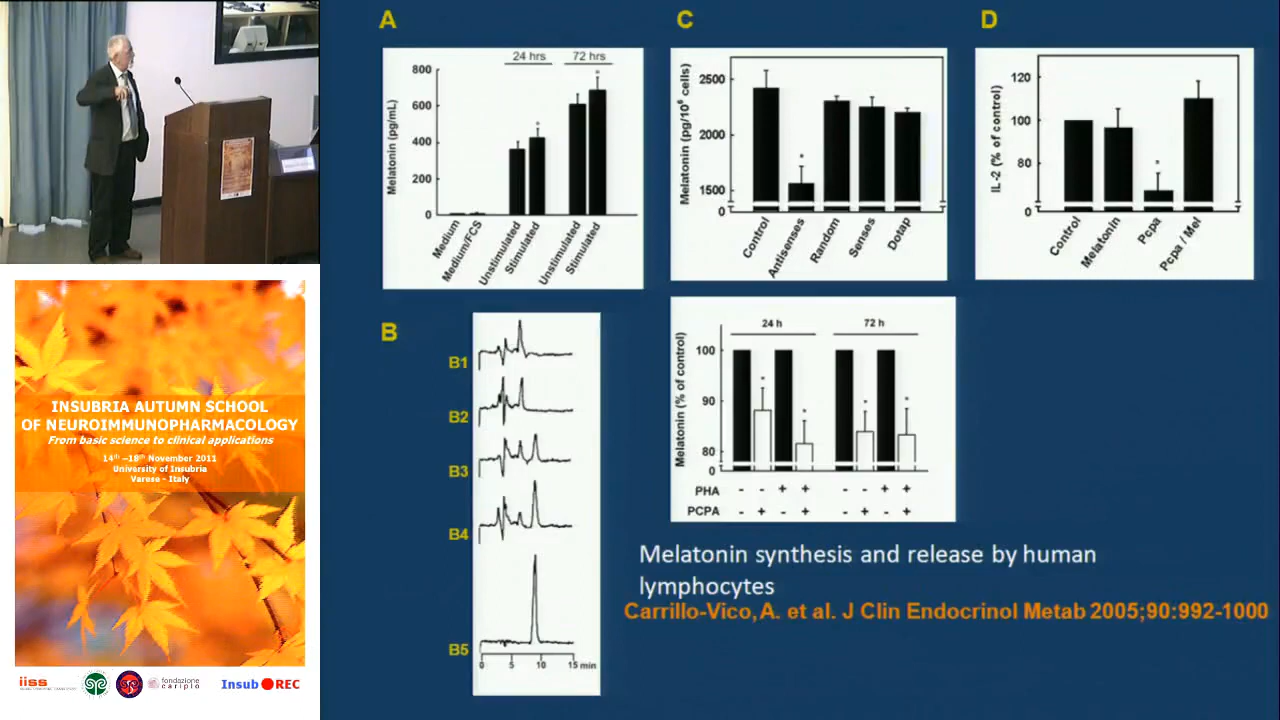 INSUBRIA AUTUMN SCHOOL
OF NEUROIMMUNOPHARMACOLOGY
From basic science to clinical applications
14th –18th November 2011
University of Insubria
Varese - Italy
iiss
fondazione
cariplo
InsubREC
A
24 hrs
72 hrs
Melatonin (pg/mL)
800
600
400
200
0
*
*
Medium
Medium/FCS
Unstimulated
Stimulated
Unstimulated
Stimulated
C
Melatonin (pg/10⁶ cells)
2500
2000
1500
0
*
Control
Antisenses
Random
Senses
Dotap
D
IL-2 (% of control)
120
100
80
0
*
Control
Melatonin
Pcpa
Pcpa / Mel
B
B1
B2
B3
B4
B5
0 5 10 15 min
24 h
72 h
Melatonin (% of control)
100
90
80
0
* * * *
PHA - - + + - - + +
PCPA - + - + - + - +
Melatonin synthesis and release by human
lymphocytes
Carrillo-Vico,A. et al. J Clin Endocrinol Metab 2005;90:992-1000